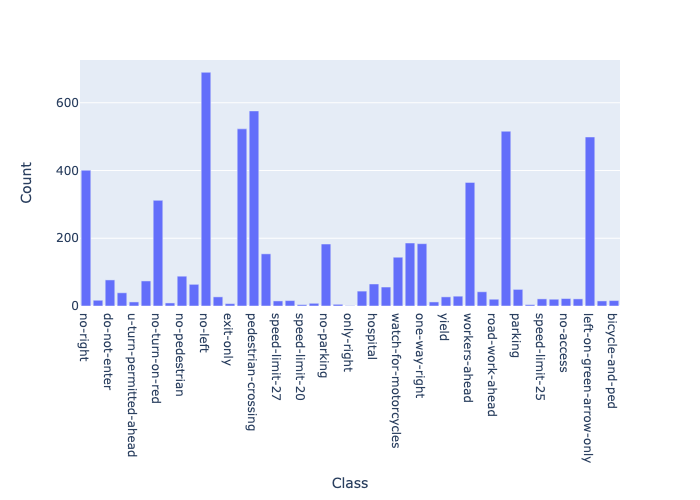 600
400
200
0
Count
no-right
do-not-enter
u-turn-permitted-ahead
no-turn-on-red
no-pedestrian
no-left
exit-only
pedestrian-crossing
speed-limit-27
speed-limit-20
no-parking
only-right
hospital
watch-for-motorcycles
one-way-right
yield
workers-ahead
road-work-ahead
parking
speed-limit-25
no-access
left-on-green-arrow-only
bicycle-and-ped
Class